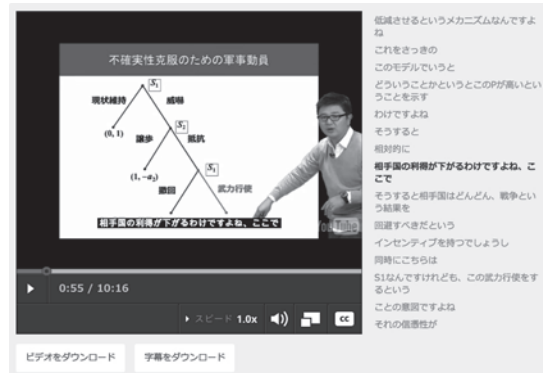 不確実性克服のための軍事動員
S₁
現状維持
威嚇
(0, 1)
S₂
譲歩
抵抗
(1, −a₂)
S₁
撤回
武力行使
相手国の利得が下がるわけですよね、ここで
You Tube
0:55 / 10:16
スピード 1.0x
cc
ビデオをダウンロード
字幕をダウンロード
低減させるというメカニズムなんですよ
ね
これをさっきの
このモデルでいうと
どういうことかというとこのPが高いとい
うことを示す
わけですよね
そうすると
相対的に
相手国の利得が下がるわけですよね、こ
こで
そうすると相手国はどんどん、戦争とい
う結果を
回避すべきだという
インセンティブを持つでしょうし
同時にこちらは
S1なんですけれども、この武力行使をす
るという
ことの意図ですよね
それの信憑性が